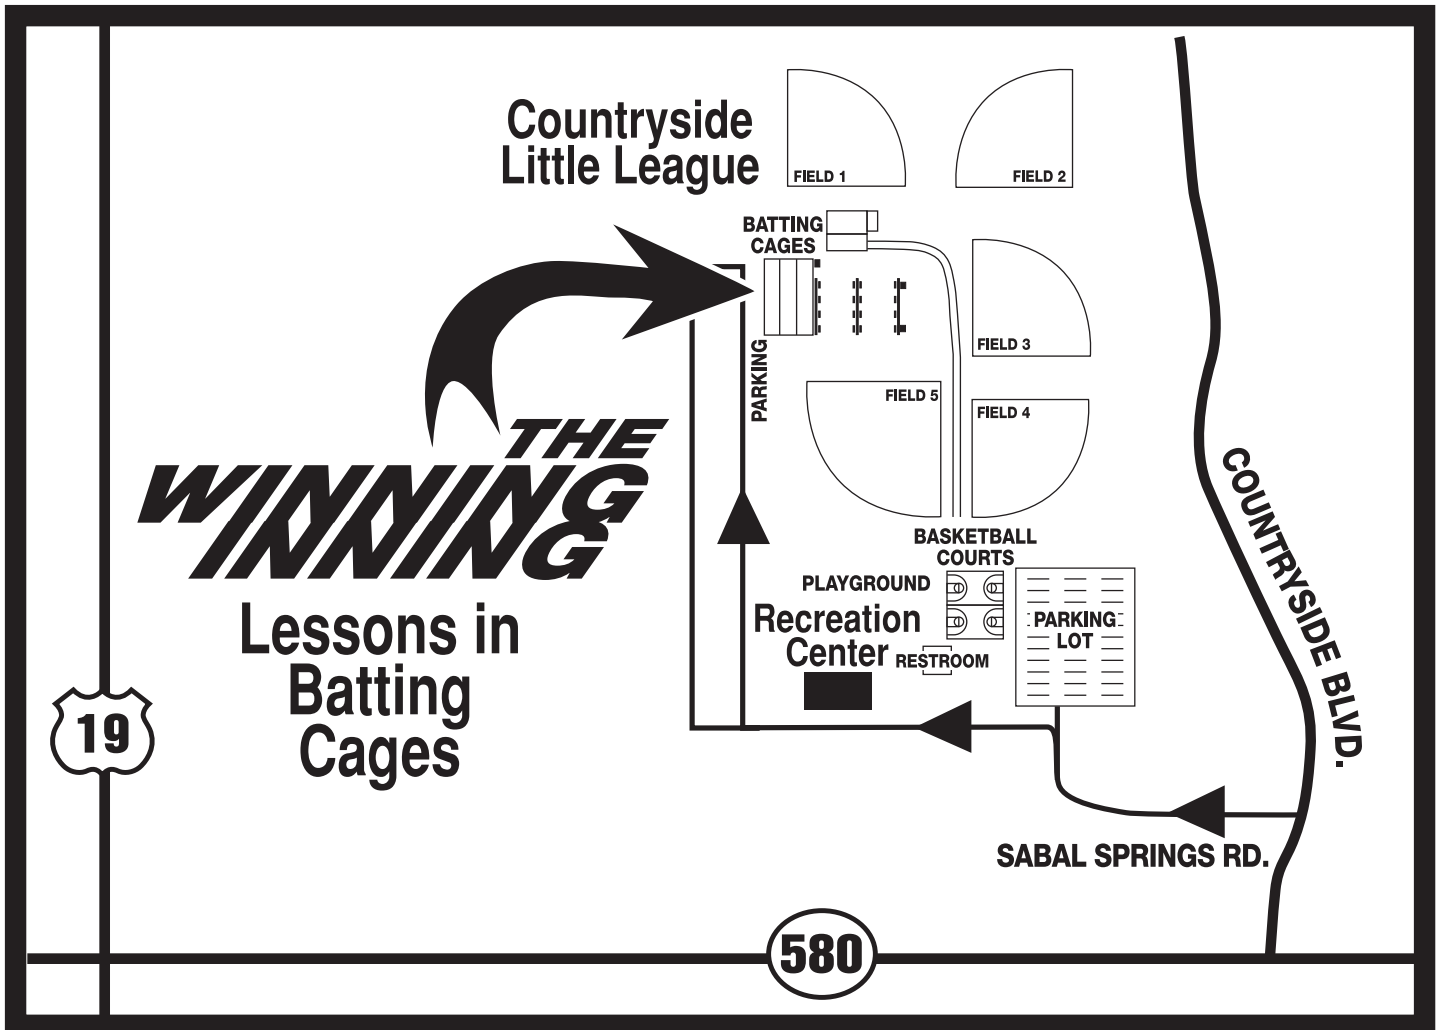 Countryside
Little League
FIELD 1
FIELD 2
BATTING
CAGES
FIELD 3
PARKING
FIELD 5
FIELD 4
THE
WINNING
INNING
Lessons in
Batting
Cages
COUNTRYSIDE BLVD.
BASKETBALL
COURTS
PLAYGROUND
Recreation
Center
RESTROOM
PARKING
LOT
19
SABAL SPRINGS RD.
580